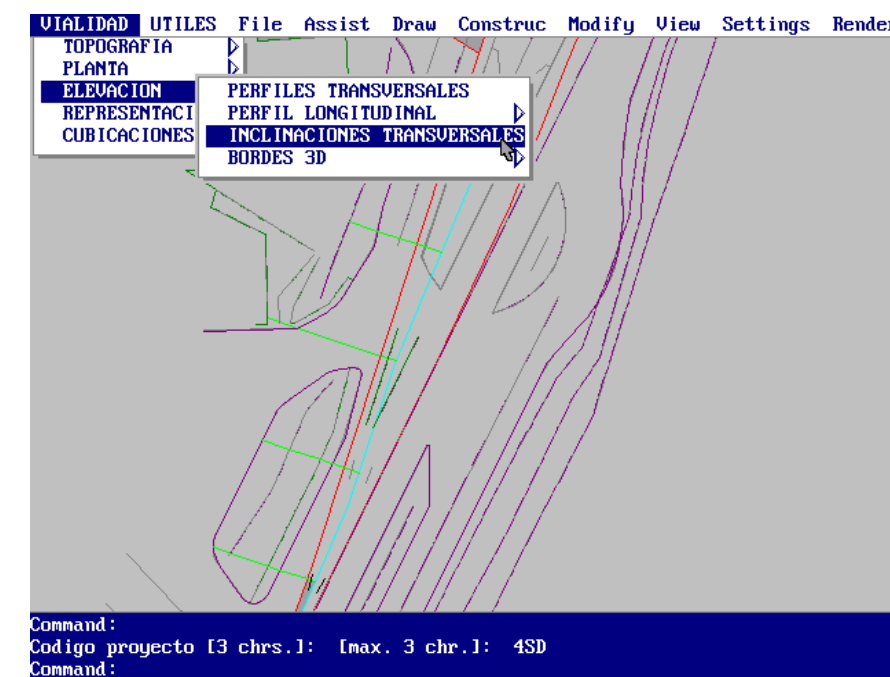 VIALIDAD UTILES File Assist Draw Construc Modify View Settings Render
TOPOGRAFIA
PLANTA
ELEVACION
REPRESENTACI
CUBICACIONES
PERFILES TRANSVERSALES
PERFIL LONGITUDINAL
INCLINACIONES TRANSVERSALES
BORDES 3D
Command:
Codigo proyecto [3 chrs.]: [max. 3 chr.]: 4SD
Command: